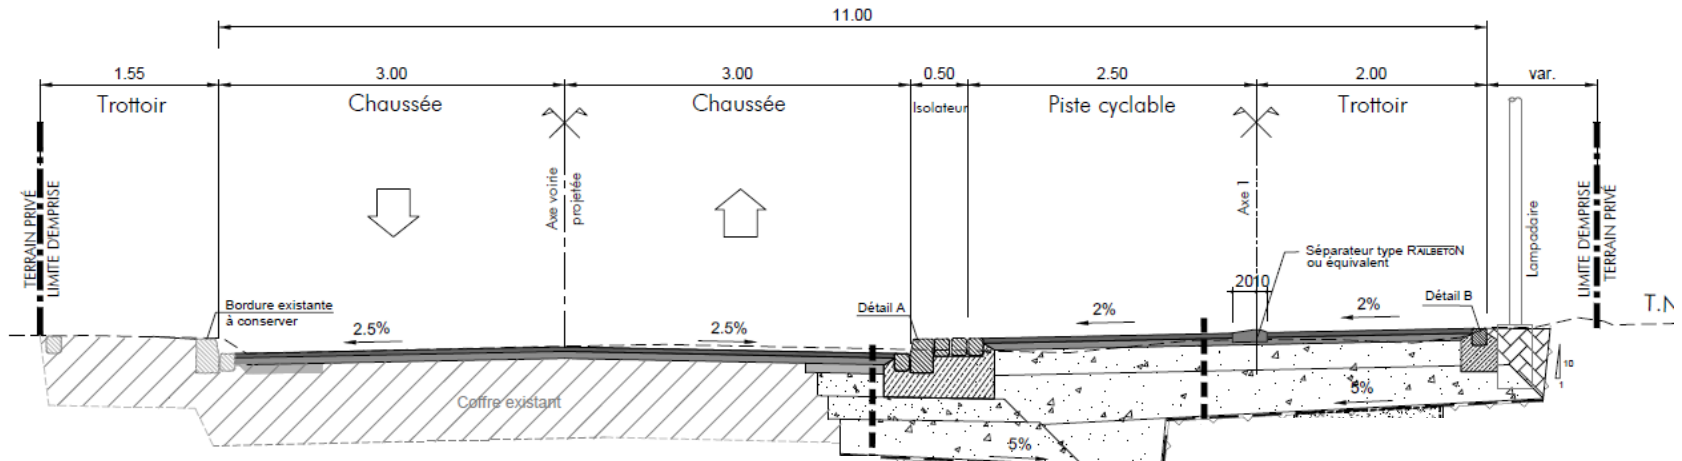 11.00
1.55 3.00 3.00 0.50 2.50 2.00 var.
Trottoir Chaussée Chaussée Isolateur Piste cyclable Trottoir
TERRAIN PRIVÉ
LIMITE D'EMPRISE
Axe voirie
projetée
Axe 1
Lampadaire
LIMITE D'EMPRISE
TERRAIN PRIVÉ
Séparateur type RAILBETON
ou équivalent
2010
Bordure existante
à conserver
Détail A
Détail B
T.N
2.5% 2.5% 2% 2%
Coffre existant
5%
5%
10
1